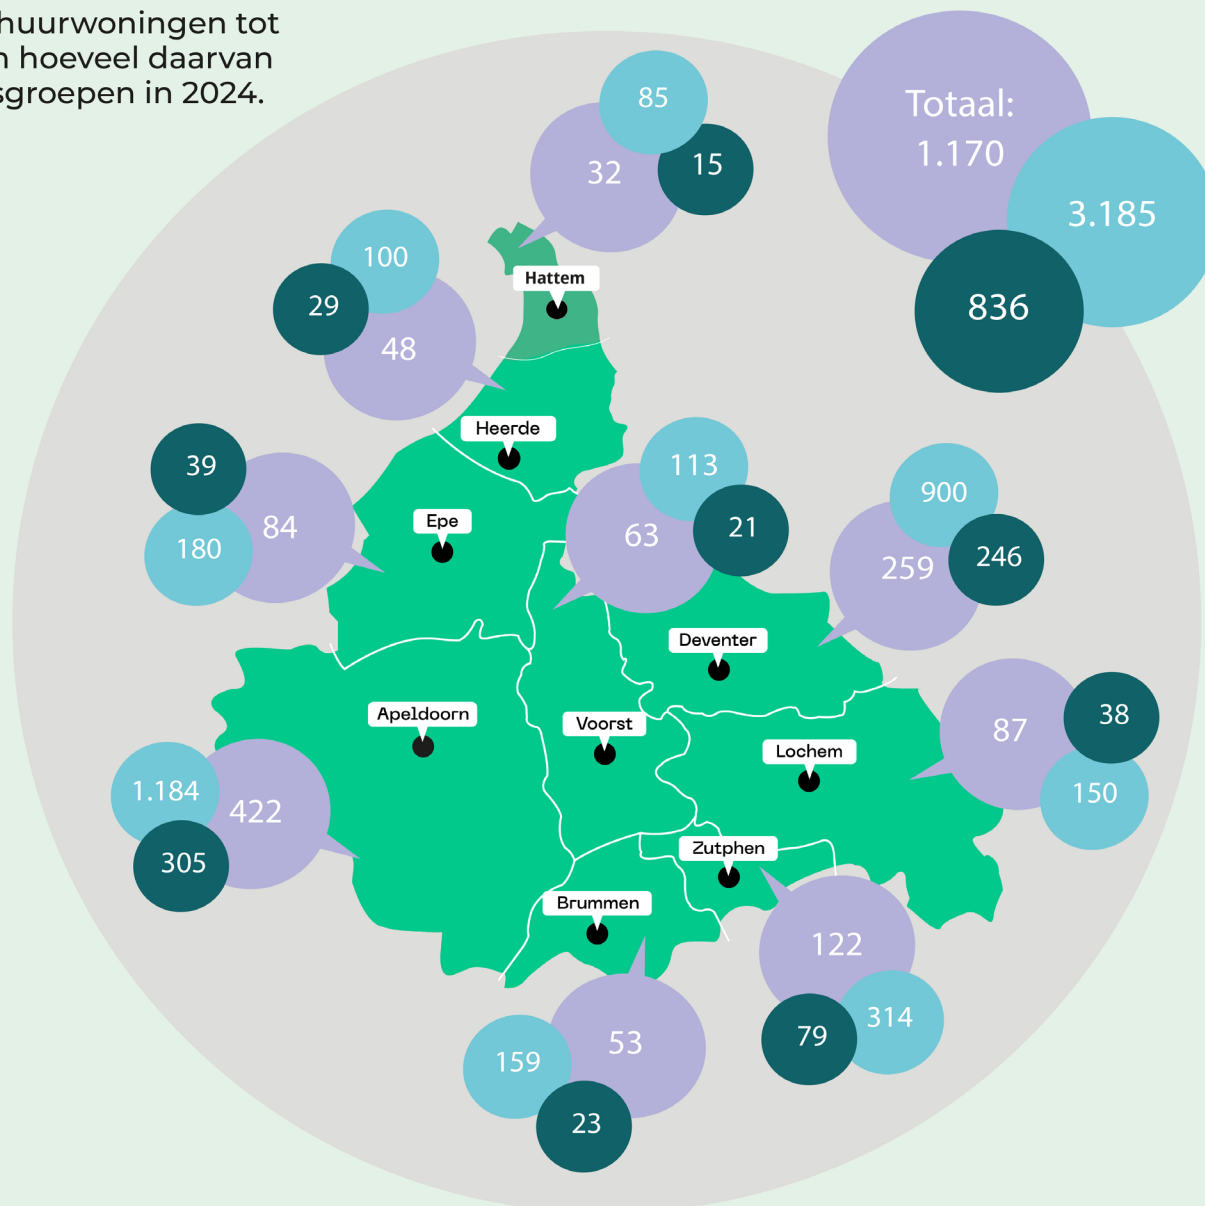 huurwoningen tot
hoeveel daarvan
sgroepen in 2024.
Totaal:
1.170
3.185
836
85
32
15
Hattem
100
29
48
Heerde
39
84
180
Epe
113
63
21
900
259
246
Deventer
Apeldoorn
Voorst
Lochem
87
38
150
1.184
422
305
Zutphen
Brummen
122
79
314
53
159
23